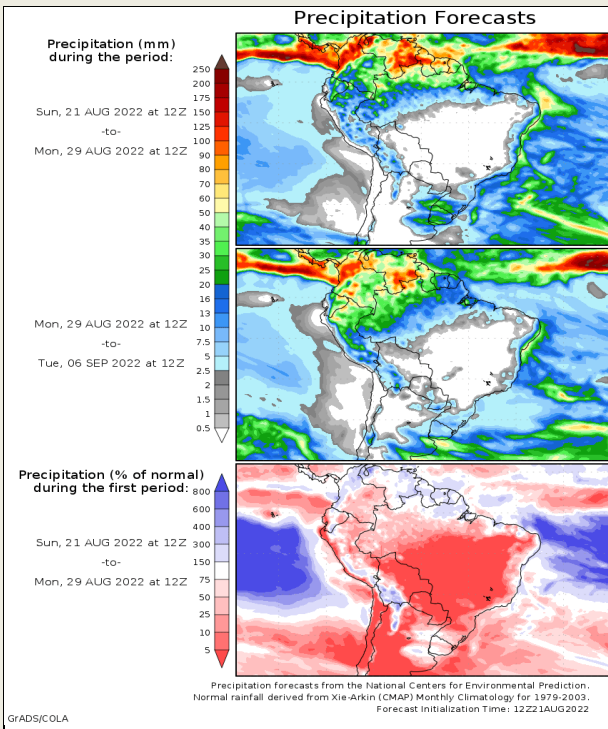 Precipitation Forecasts
Precipitation (mm)
during the period:
250
200
175
150
125
100
90
80
70
60
50
40
35
30
25
20
16
13
10
7.5
5
2.5
2
1.5
1
0.5
Sun, 21 AUG 2022 at 12Z
-to-
Mon, 29 AUG 2022 at 12Z
Mon, 29 AUG 2022 at 12Z
-to-
Tue, 06 SEP 2022 at 12Z
Precipitation (% of normal)
during the first period:
800
600
400
300
150
75
50
25
10
5
Sun, 21 AUG 2022 at 12Z
-to-
Mon, 29 AUG 2022 at 12Z
Precipitation forecasts from the National Centers for Environmental Prediction.
Normal rainfall derived from Xie-Arkin (CMAP) Monthly Climatology for 1979-2003.
Forecast Initialization Time: 12Z21AUG2022
GrADS/COLA